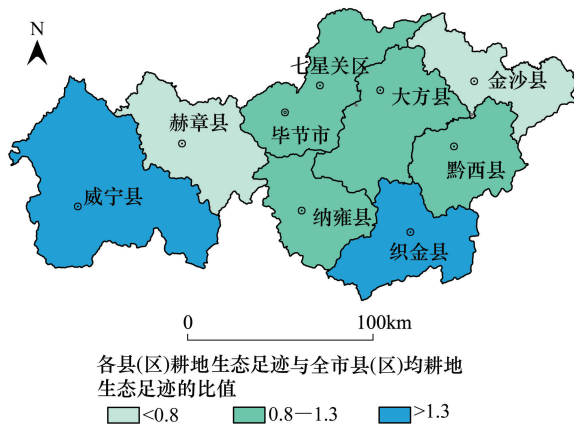 N
七星关区
金沙县
大方县
赫章县
毕节市
黔西县
威宁县
纳雍县
织金县
0 100km
各县(区)耕地生态足迹与全市县(区)均耕地
生态足迹的比值
<0.8 0.8—1.3 >1.3